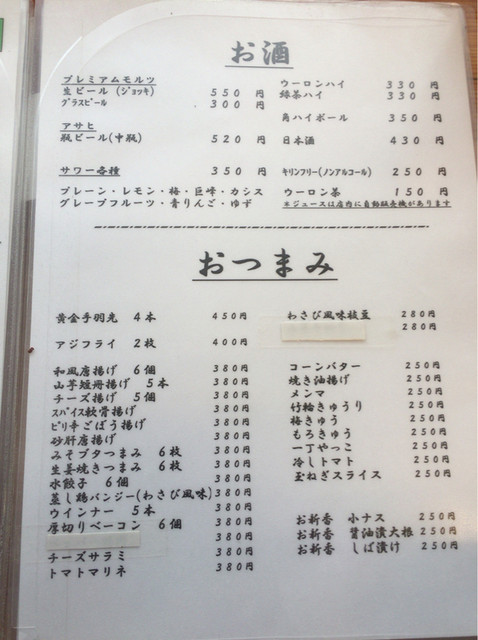 お酒
プレミアムモルツ
生ビール (ジョッキ) 550 円
グラスビール 300 円
アサヒ
瓶ビール(中瓶) 520 円
サワー各種 350 円
プレーン・レモン・梅・巨峰・カシス
グレープフルーツ・青りんご・ゆず
ウーロンハイ 330 円
緑茶ハイ 330 円
角ハイボール 350 円
日本酒 430 円
キリンフリー(ノンアルコール) 250 円
ウーロン茶 150 円
※ジュースは店内に自動販売機があります
おつまみ
黄金手羽先 4本 450円
アジフライ 2枚 400円
和風唐揚げ 6個 380円
山芋短冊揚げ 5本 380円
チーズ揚げ 5個 380円
スパイス軟骨揚げ 380円
ピリ辛ごぼう揚げ 380円
砂肝唐揚げ 380円
みそブタつまみ 6枚 380円
生姜焼きつまみ 6枚 380円
水餃子 6個 380円
蒸し鶏バンジー(わさび風味) 380円
ウインナー 5本 380円
厚切りベーコン 6個 380円
380円
チーズサラミ 380円
トマトマリネ 380円
わさび風味枝豆 280円
280円
コーンバター 250円
焼き油揚げ 250円
メンマ 250円
竹輪きゅうり 250円
梅きゅう 250円
もろきゅう 250円
一丁やっこ 250円
冷しトマト 250円
玉ねぎスライス 250円
お新香 小ナス 250円
お新香 醤油漬大根 250円
お新香 しば漬け 250円